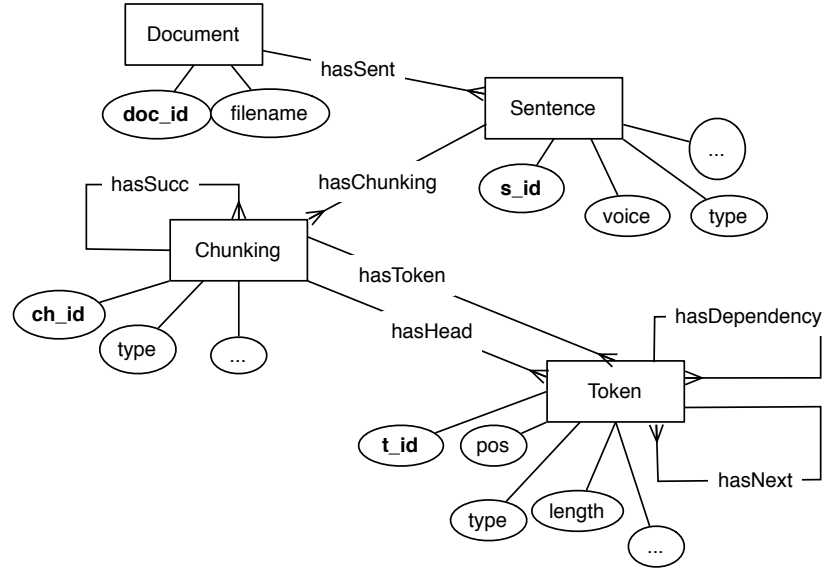 Document
hasSent
doc_id
filename
Sentence
...
hasSucc
hasChunking
s_id
voice
type
Chunking
hasToken
ch_id
type
...
hasHead
hasDependency
Token
t_id
pos
hasNext
type
length
...